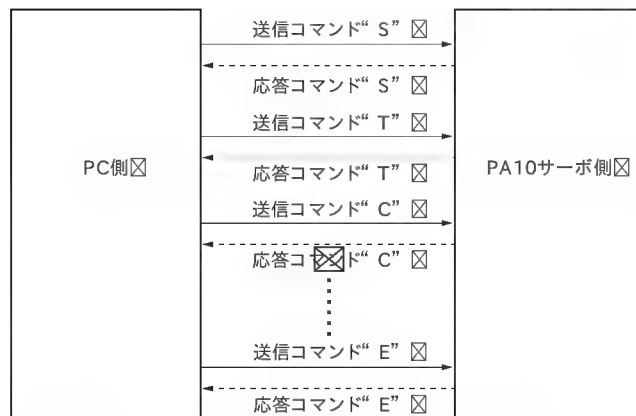 送信コマンド“ S”
応答コマンド“ S”
送信コマンド“ T”
PC側
PA10サーボ側
応答コマンド“ T”
送信コマンド“ C”
応答コマンド“ C”
送信コマンド“ E”
応答コマンド“ E”